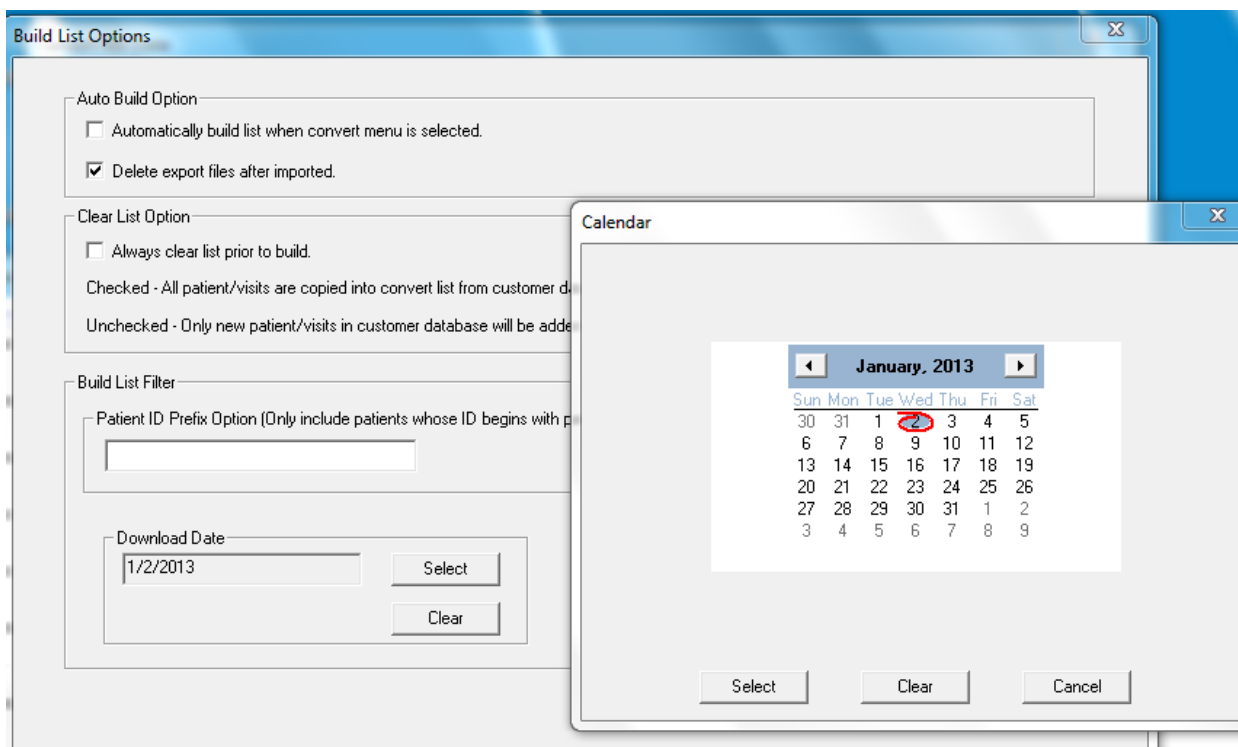 Build List Options
Auto Build Option
Automatically build list when convert menu is selected.
Delete export files after imported.
Clear List Option
Always clear list prior to build.
Checked - All patient/visits are copied into convert list from customer
Unchecked - Only new patient/visits in customer database will be
Build List Filter
Patient ID Prefix Option (Only include patients whose ID begins with
Download Date
1/2/2013
Select
Clear
Calendar
January, 2013
Sun Mon Tue Wed Thu Fri Sat
30 31 1 2 3 4 5
6 7 8 9 10 11 12
13 14 15 16 17 18 19
20 21 22 23 24 25 26
27 28 29 30 31 1 2
3 4 5 6 7 8 9
Select Clear Cancel